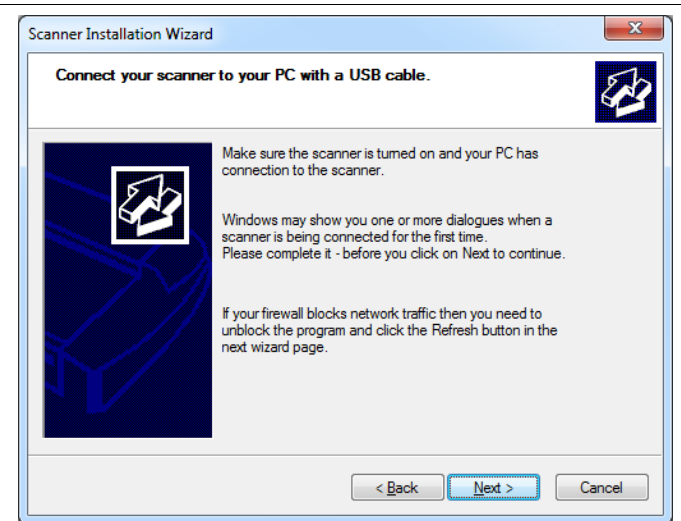 Scanner Installation Wizard
Connect your scanner to your PC with a USB cable.
Make sure the scanner is turned on and your PC has
connection to the scanner.
Windows may show you one or more dialogues when a
scanner is being connected for the first time.
Please complete it - before you click on Next to continue.
If your firewall blocks network traffic then you need to
unblock the program and click the Refresh button in the
next wizard page.
< Back Next > Cancel